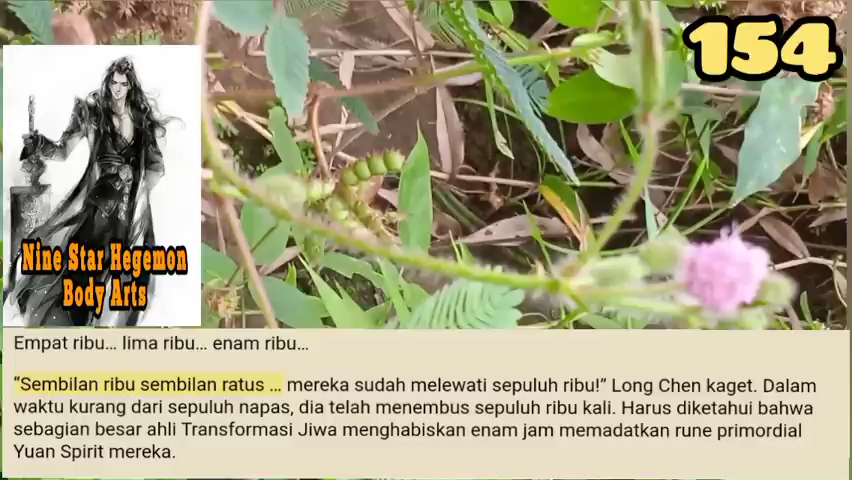 154
Nine Star Hegemon
Body Arts
Empat ribu... lima ribu... enam ribu...
“Sembilan ribu sembilan ratus ... mereka sudah melewati sepuluh ribu!” Long Chen kaget. Dalam
waktu kurang dari sepuluh napas, dia telah menembus sepuluh ribu kali. Harus diketahui bahwa
sebagian besar ahli Transformasi Jiwa menghabiskan enam jam memadatkan rune primordial
Yuan Spirit mereka.